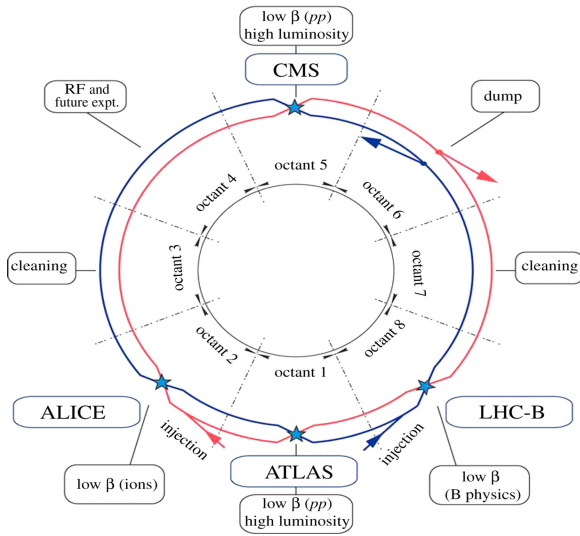 low β (pp)
high luminosity
CMS
RF and
future expt.
dump
octant 5
octant 4
octant 6
cleaning
octant 3
octant 7
cleaning
octant 2
octant 8
octant 1
ALICE
LHC-B
injection
injection
ATLAS
low β (ions)
low β
(B physics)
low β (pp)
high luminosity